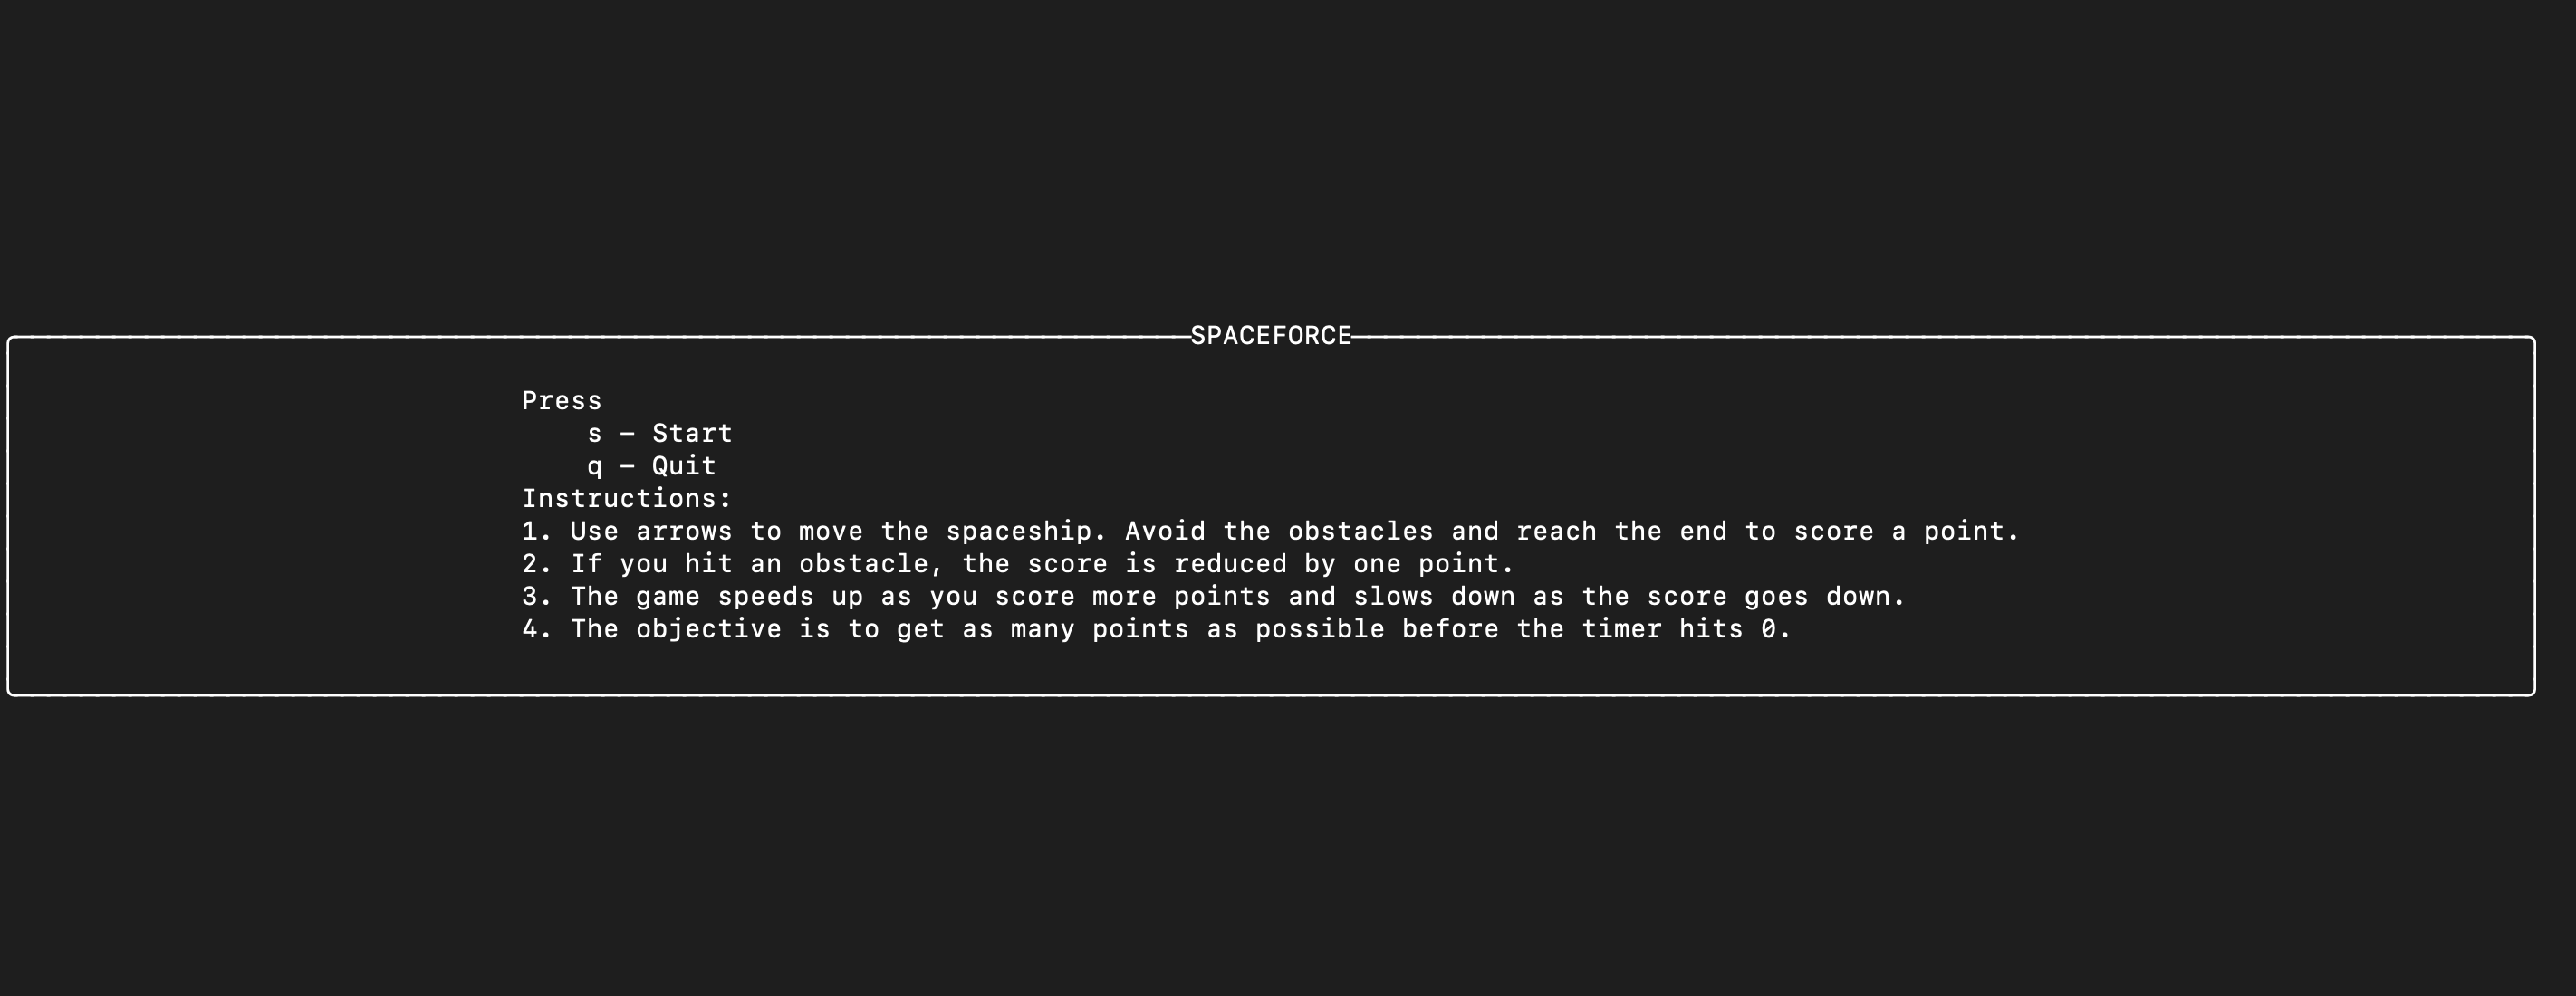 SPACEFORCE
Press
s – Start
q – Quit
Instructions:
1. Use arrows to move the spaceship. Avoid the obstacles and reach the end to score a point.
2. If you hit an obstacle, the score is reduced by one point.
3. The game speeds up as you score more points and slows down as the score goes down.
4. The objective is to get as many points as possible before the timer hits 0.